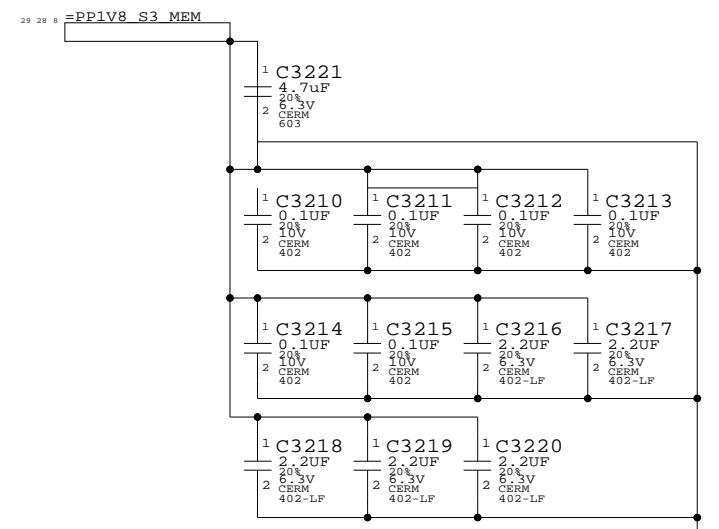 29 28 8 =PP1V8_S3_MEM
1 C3221
4.7uF
20%
6.3V
2 CERM
603
1 C3210 1 C3211 1 C3212 1 C3213
0.1UF 0.1UF 0.1UF 0.1UF
20% 20% 20% 20%
10V 10V 10V 10V
2 CERM 2 CERM 2 CERM 2 CERM
402 402 402 402
1 C3214 1 C3215 1 C3216 1 C3217
0.1UF 0.1UF 2.2UF 2.2UF
20% 20% 20% 20%
10V 10V 6.3V 6.3V
2 CERM 2 CERM 2 CERM 2 CERM
402 402 402-LF 402-LF
1 C3218 1 C3219 1 C3220
2.2UF 2.2UF 2.2UF
20% 20% 20%
6.3V 6.3V 6.3V
2 CERM 2 CERM 2 CERM
402-LF 402-LF 402-LF